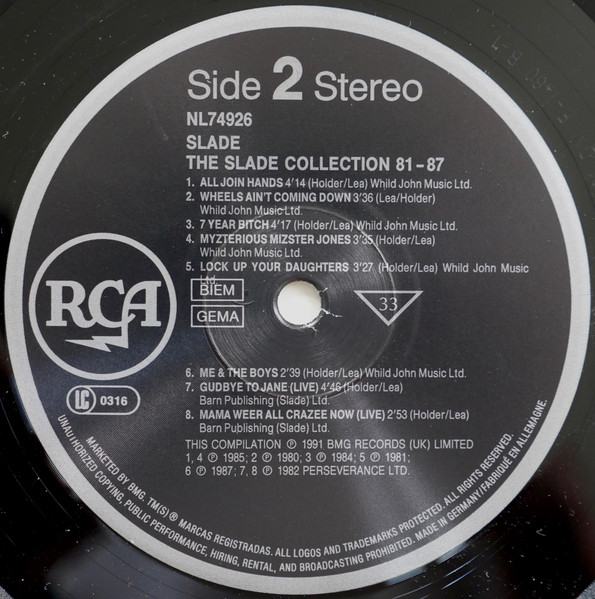 Side 2 Stereo
NL74926
SLADE
THE SLADE COLLECTION 81-87
1. ALL JOIN HANDS 4'14 (Holder/Lea) Whild John Music Ltd.
2. WHEELS AIN'T COMING DOWN 3'36 (Lea/Holder)
Whild John Music Ltd.
3. 7 YEAR BITCH 4'17 (Holder/Lea) Whild John Music Ltd.
4. MYZTERIOUS MIZSTER JONES 3'35 (Holder/Lea)
Whild John Music Ltd.
5. LOCK UP YOUR DAUGHTERS 3'27 (Holder/Lea) Whild John Music
Ltd.
RCA
BIEM
GEMA
33
LC 0316
6. ME & THE BOYS 2'39 (Holder/Lea) Whild John Music Ltd.
7. GUDBYE TO JANE (LIVE) 4'46 (Holder/Lea)
Barn Publishing (Slade) Ltd.
8. MAMA WEER ALL CRAZEE NOW (LIVE) 2'53 (Holder/Lea)
Barn Publishing (Slade) Ltd.
THIS COMPILATION ℗ 1991 BMG RECORDS (UK) LIMITED
1, 4 ℗ 1985; 2 ℗ 1980; 3 ℗ 1984; 5 ℗ 1981;
6 ℗ 1987; 7, 8 ℗ 1982 PERSEVERANCE LTD.
MARKETED BY BMG. TM(S) ® MARCAS REGISTRADAS. ALL LOGOS AND TRADEMARKS PROTECTED. ALL RIGHTS RESERVED.
UNAUTHORIZED COPYING, PUBLIC PERFORMANCE, HIRING, RENTAL, AND BROADCASTING PROHIBITED. MADE IN GERMANY/FABRIQUÉ EN ALLEMAGNE.